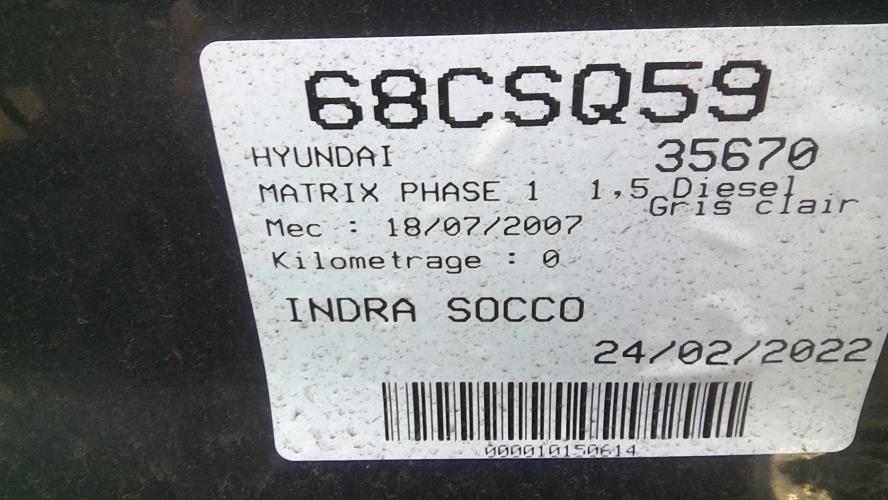 68CSQ59
HYUNDAI 35670
MATRIX PHASE 1 1,5 Diesel
Gris clair
Mec : 18/07/2007
Kilometrage : 0
INDRA SOCCO
24/02/2022
000010150614